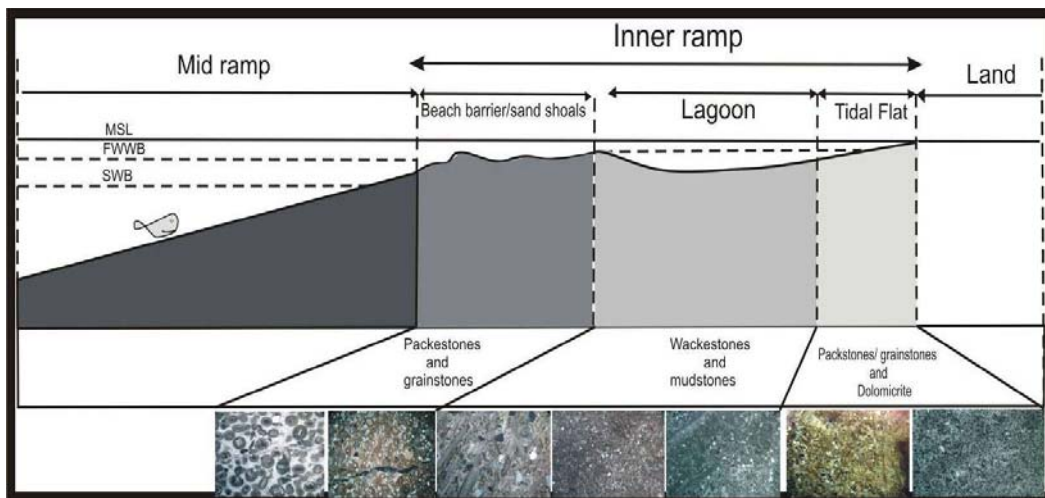 Inner ramp
Mid ramp
Land
Beach barrier/sand shoals
Lagoon
Tidal Flat
MSL
FWWB
SWB
Packestones
and
grainstones
Wackestones
and
mudstones
Packstones/ grainstones
and
Dolomicrite